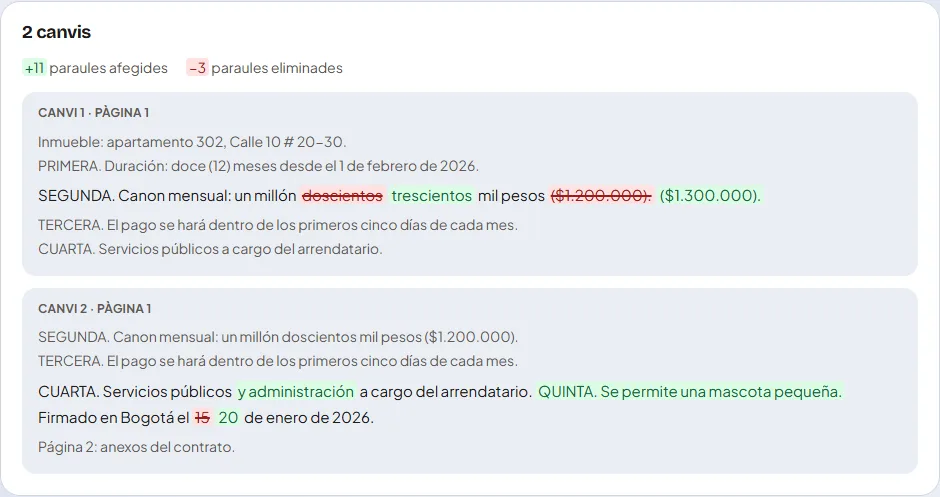 2 canvis
+11 paraules afegides −3 paraules eliminades
CANVI 1 · PÀGINA 1
Inmueble: apartamento 302, Calle 10 # 20-30.
PRIMERA. Duración: doce (12) meses desde el 1 de febrero de 2026.
SEGUNDA. Canon mensual: un millón doscientos trescientos mil pesos ($1.200.000). ($1.300.000).
TERCERA. El pago se hará dentro de los primeros cinco días de cada mes.
CUARTA. Servicios públicos a cargo del arrendatario.
CANVI 2 · PÀGINA 1
SEGUNDA. Canon mensual: un millón doscientos mil pesos ($1.200.000).
TERCERA. El pago se hará dentro de los primeros cinco días de cada mes.
CUARTA. Servicios públicos y administración a cargo del arrendatario. QUINTA. Se permite una mascota pequeña.
Firmado en Bogotá el 15 20 de enero de 2026.
Página 2: anexos del contrato.